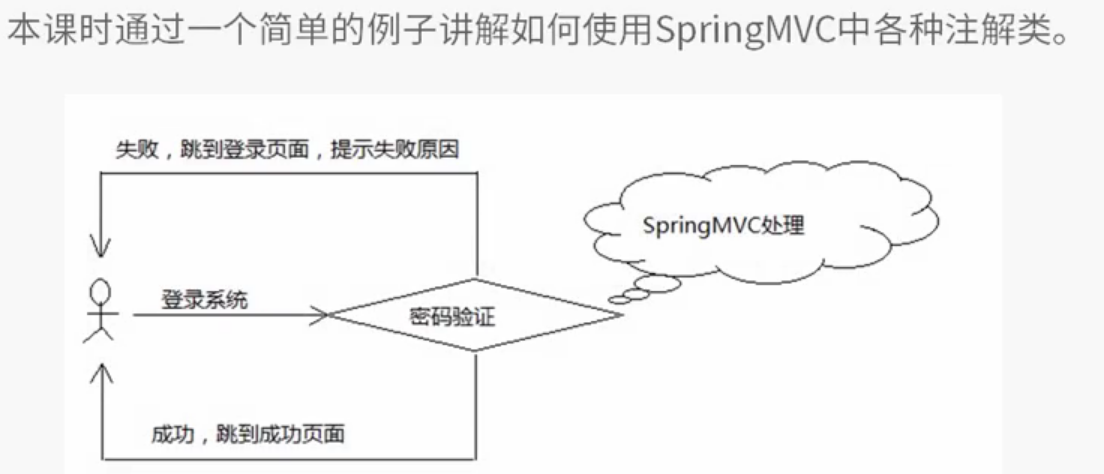 本课时通过一个简单的例子讲解如何使用SpringMVC中各种注解类。
失败，跳到登录页面，提示失败原因
SpringMVC处理
登录系统
密码验证
成功，跳到成功页面